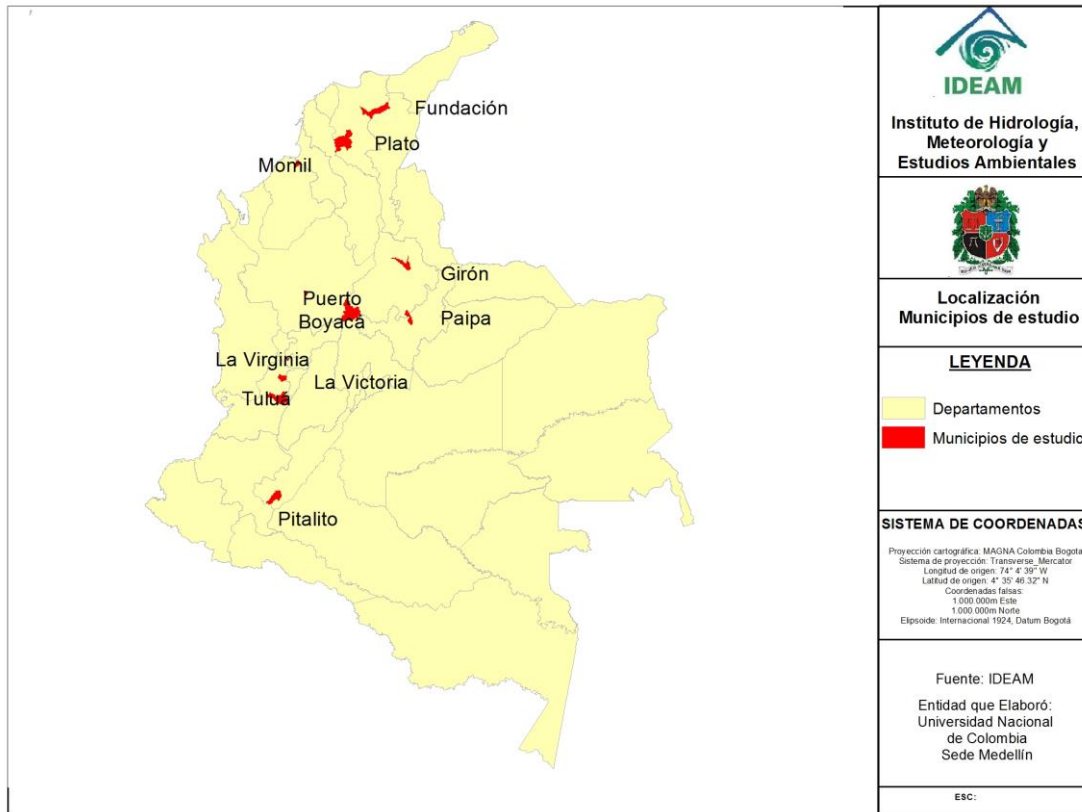 Fundación
Plato
Momil
Girón
Puerto
Boyacá
Paipa
La Virginia
La Victoria
Tuluá
Pitalito
IDEAM
Instituto de Hidrología,
Meteorología y
Estudios Ambientales
Localización
Municipios de estudio
LEYENDA
Departamentos
Municipios de estudio
SISTEMA DE COORDENADAS
Proyección cartográfica: MAGNA Colombia Bogota
Sistema de proyección: Transverse_Mercator
Longitud de origen: 74° 4' 39" W
Latitud de origen: 4° 35' 46.32" N
Coordenadas falsas:
1.000.000m Este
1.000.000m Norte
Elipsoide: Internacional 1924, Datum Bogotá
Fuente: IDEAM
Entidad que Elaboró:
Universidad Nacional
de Colombia
Sede Medellín
ESC: